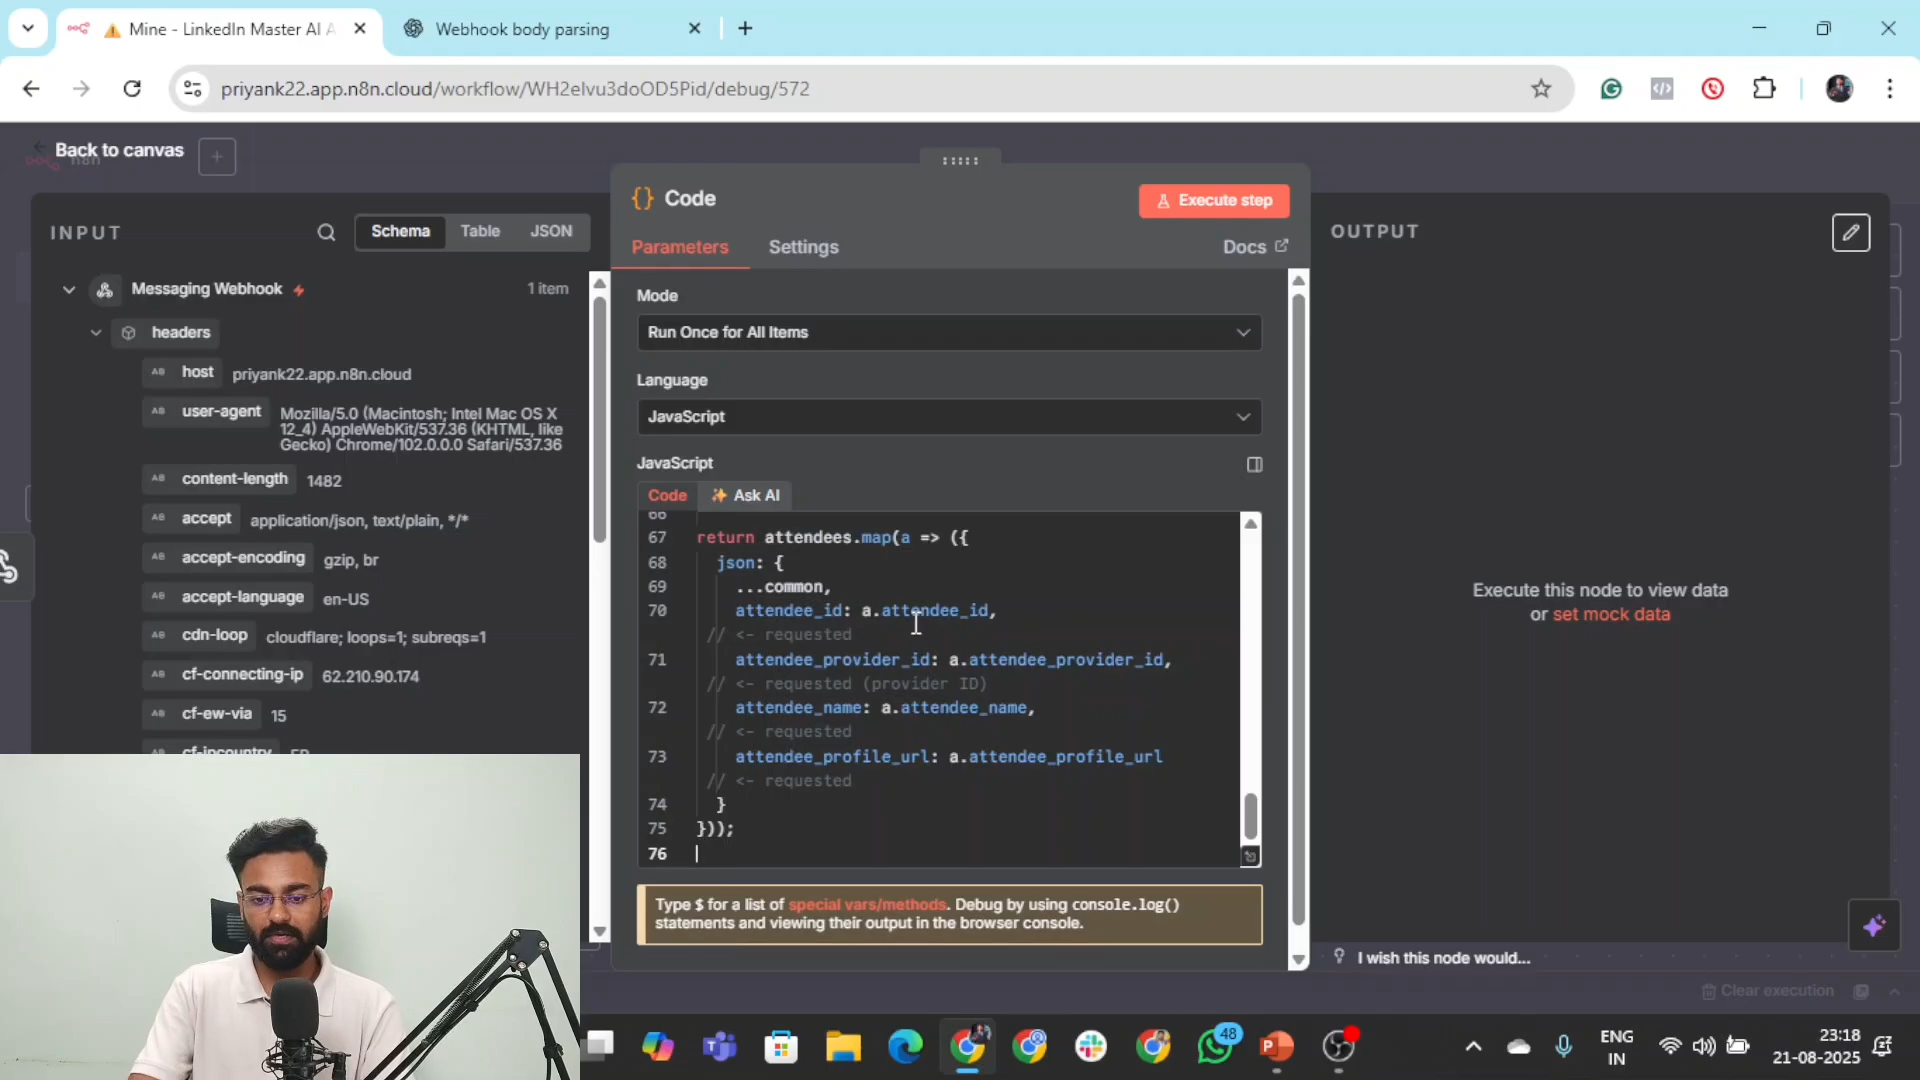 Mine - LinkedIn Master AI A
Webhook body parsing
priyank22.app.n8n.cloud/workflow/WH2elvu3doOD5Pid/debug/572
Back to canvas
n8n
INPUT
Schema
Table
JSON
Messaging Webhook
1 item
headers
host
priyank22.app.n8n.cloud
user-agent
Mozilla/5.0 (Macintosh; Intel Mac OS X
12_4) AppleWebKit/537.36 (KHTML, like
Gecko) Chrome/102.0.0.0 Safari/537.36
content-length
1482
accept
application/json, text/plain, */*
accept-encoding
gzip, br
accept-language
en-US
cdn-loop
cloudflare; loops=1; subreqs=1
cf-connecting-ip
62.210.90.174
cf-ew-via
15
cf-ipcountry
FR
{} Code
Execute step
Parameters
Settings
Docs
Mode
Run Once for All Items
Language
JavaScript
JavaScript
Code
Ask AI
66
67 return attendees.map(a => ({
68 json: {
69 ...common,
70 attendee_id: a.attendee_id,
// <- requested
71 attendee_provider_id: a.attendee_provider_id,
// <- requested (provider ID)
72 attendee_name: a.attendee_name,
// <- requested
73 attendee_profile_url: a.attendee_profile_url
// <- requested
74 }
75 }));
76
Type $ for a list of special vars/methods. Debug by using console.log()
statements and viewing their output in the browser console.
OUTPUT
Execute this node to view data
or set mock data
I wish this node would...
Clear execution
48
ENG
IN
23:18
21-08-2025